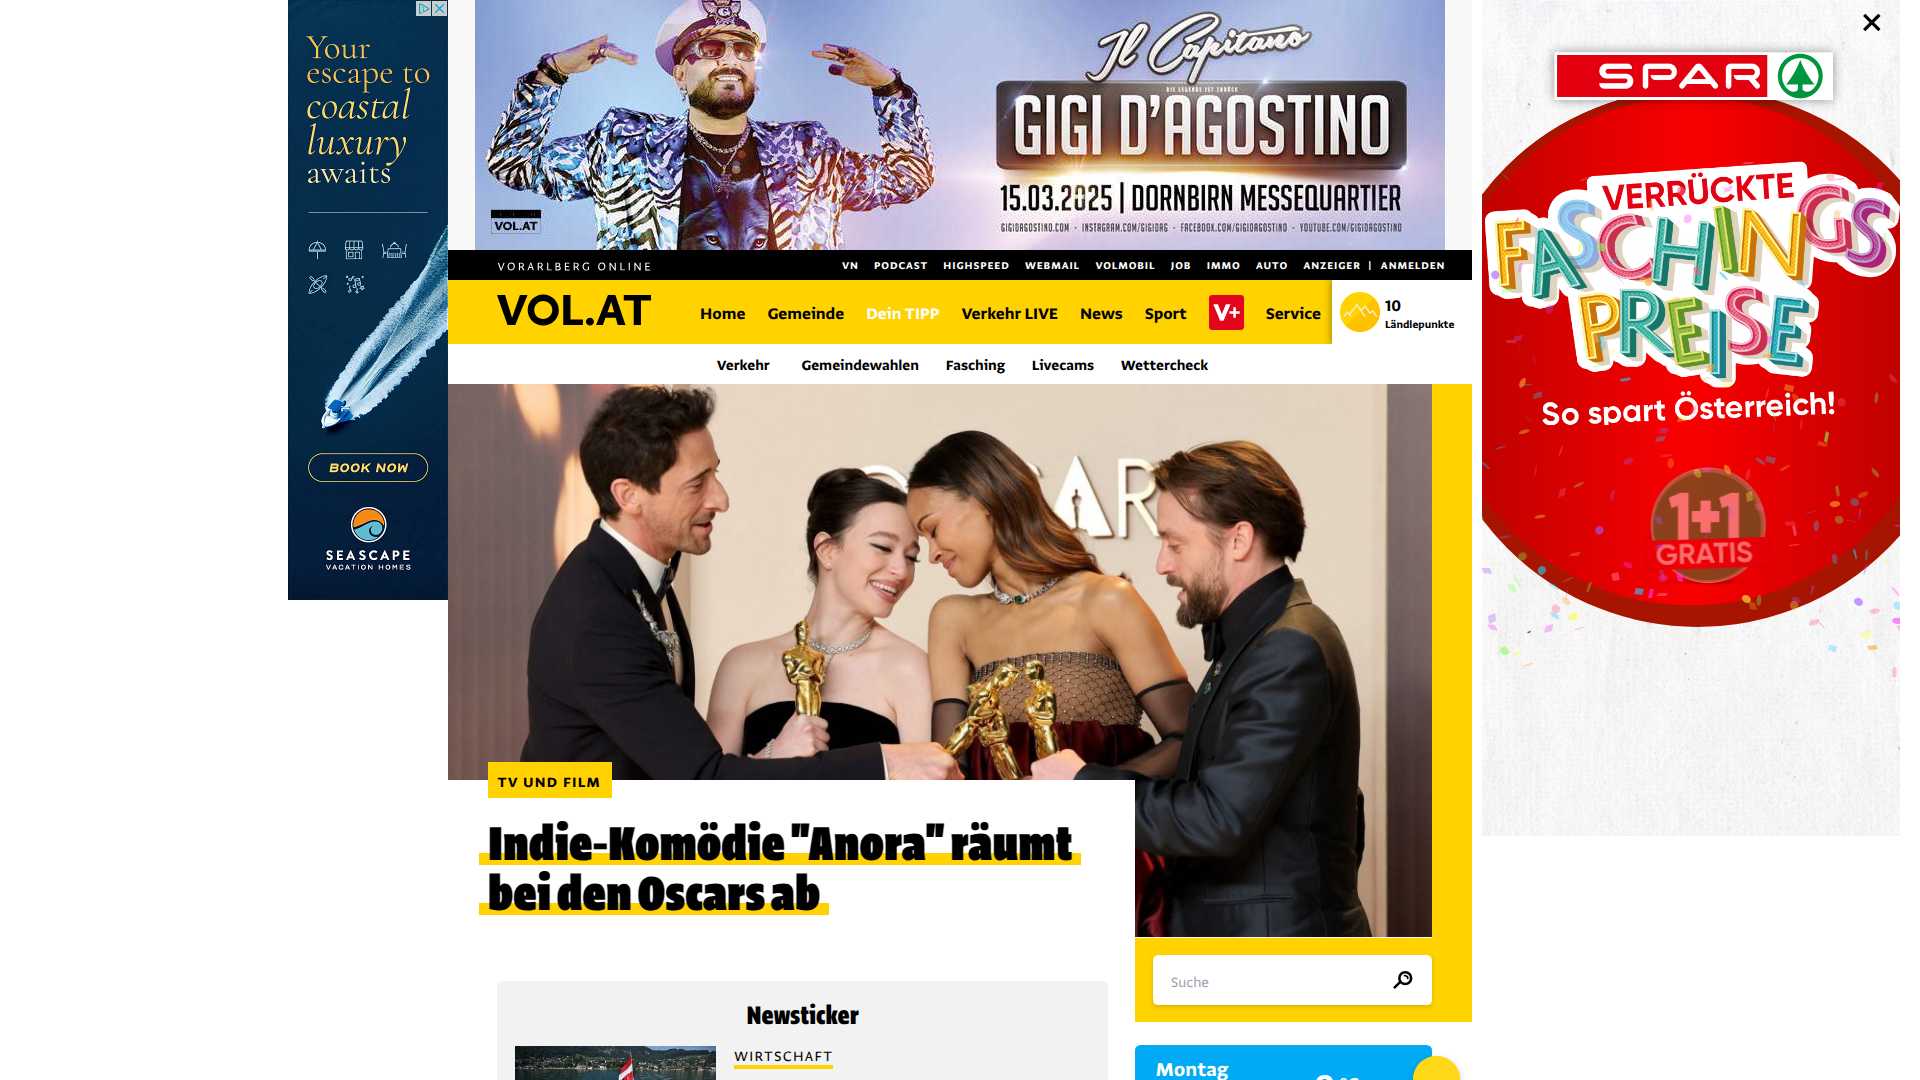 Your
escape to
coastal
luxury
awaits
BOOK NOW
SEASCAPE
VACATION HOMES
Il Capitano
DIE LEGENDE IST ZURÜCK
GIGI D'AGOSTINO
15.03.2025 | DORNBIRN MESSEQUARTIER
GIGIDAGOSTINO.COM - INSTAGRAM.COM/GIGIDAG - FACEBOOK.COM/GIGIDAGOSTINO - YOUTUBE.COM/GIGIDAGOSTINO
VOL.AT
VORARLBERG ONLINE
VN PODCAST HIGHSPEED WEBMAIL VOLMOBIL JOB IMMO AUTO ANZEIGER | ANMELDEN
VOL.AT
Home Gemeinde Dein TIPP Verkehr LIVE News Sport V+ Service
10
Ländlepunkte
Verkehr Gemeindewahlen Fasching Livecams Wettercheck
TV UND FILM
Indie-Komödie "Anora" räumt
bei den Oscars ab
Suche
Newsticker
WIRTSCHAFT
Montag
SPAR
VERRÜCKTE
FASCHINGS
PREISE
So spart Österreich!
1+1
GRATIS